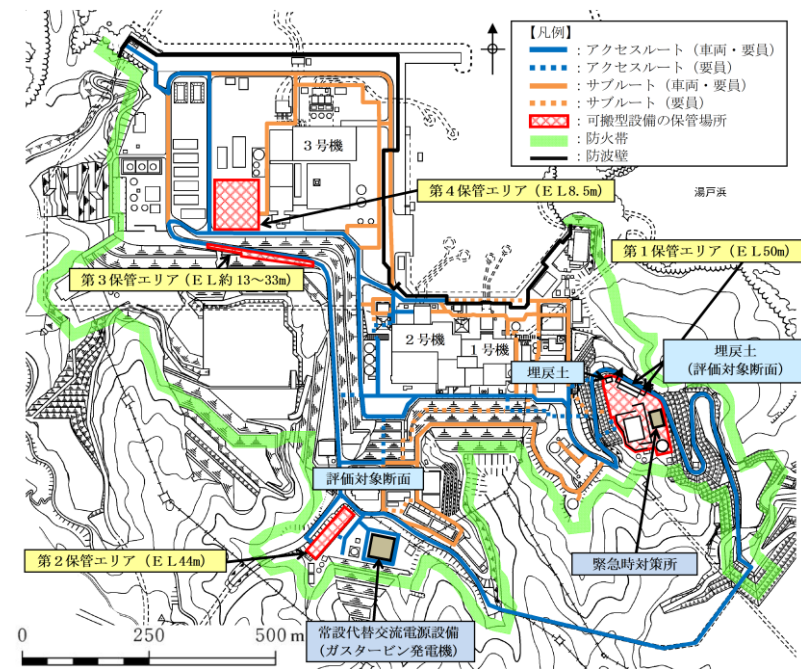 【凡例】
：アクセスルート（車両・要員）
：アクセスルート（要員）
：サブルート（車両・要員）
：サブルート（要員）
：可搬型設備の保管場所
：防火帯
：防波壁
3号機
湯戸浜
第4保管エリア（ＥＬ8.5m）
第1保管エリア（ＥＬ50m）
第3保管エリア（ＥＬ約13～33m）
2号機
1号機
埋戻土
埋戻土
(評価対象断面)
評価対象断面
第2保管エリア（ＥＬ44m）
緊急時対策所
常設代替交流電源設備
(ガスタービン発電機)
0 250 500 m